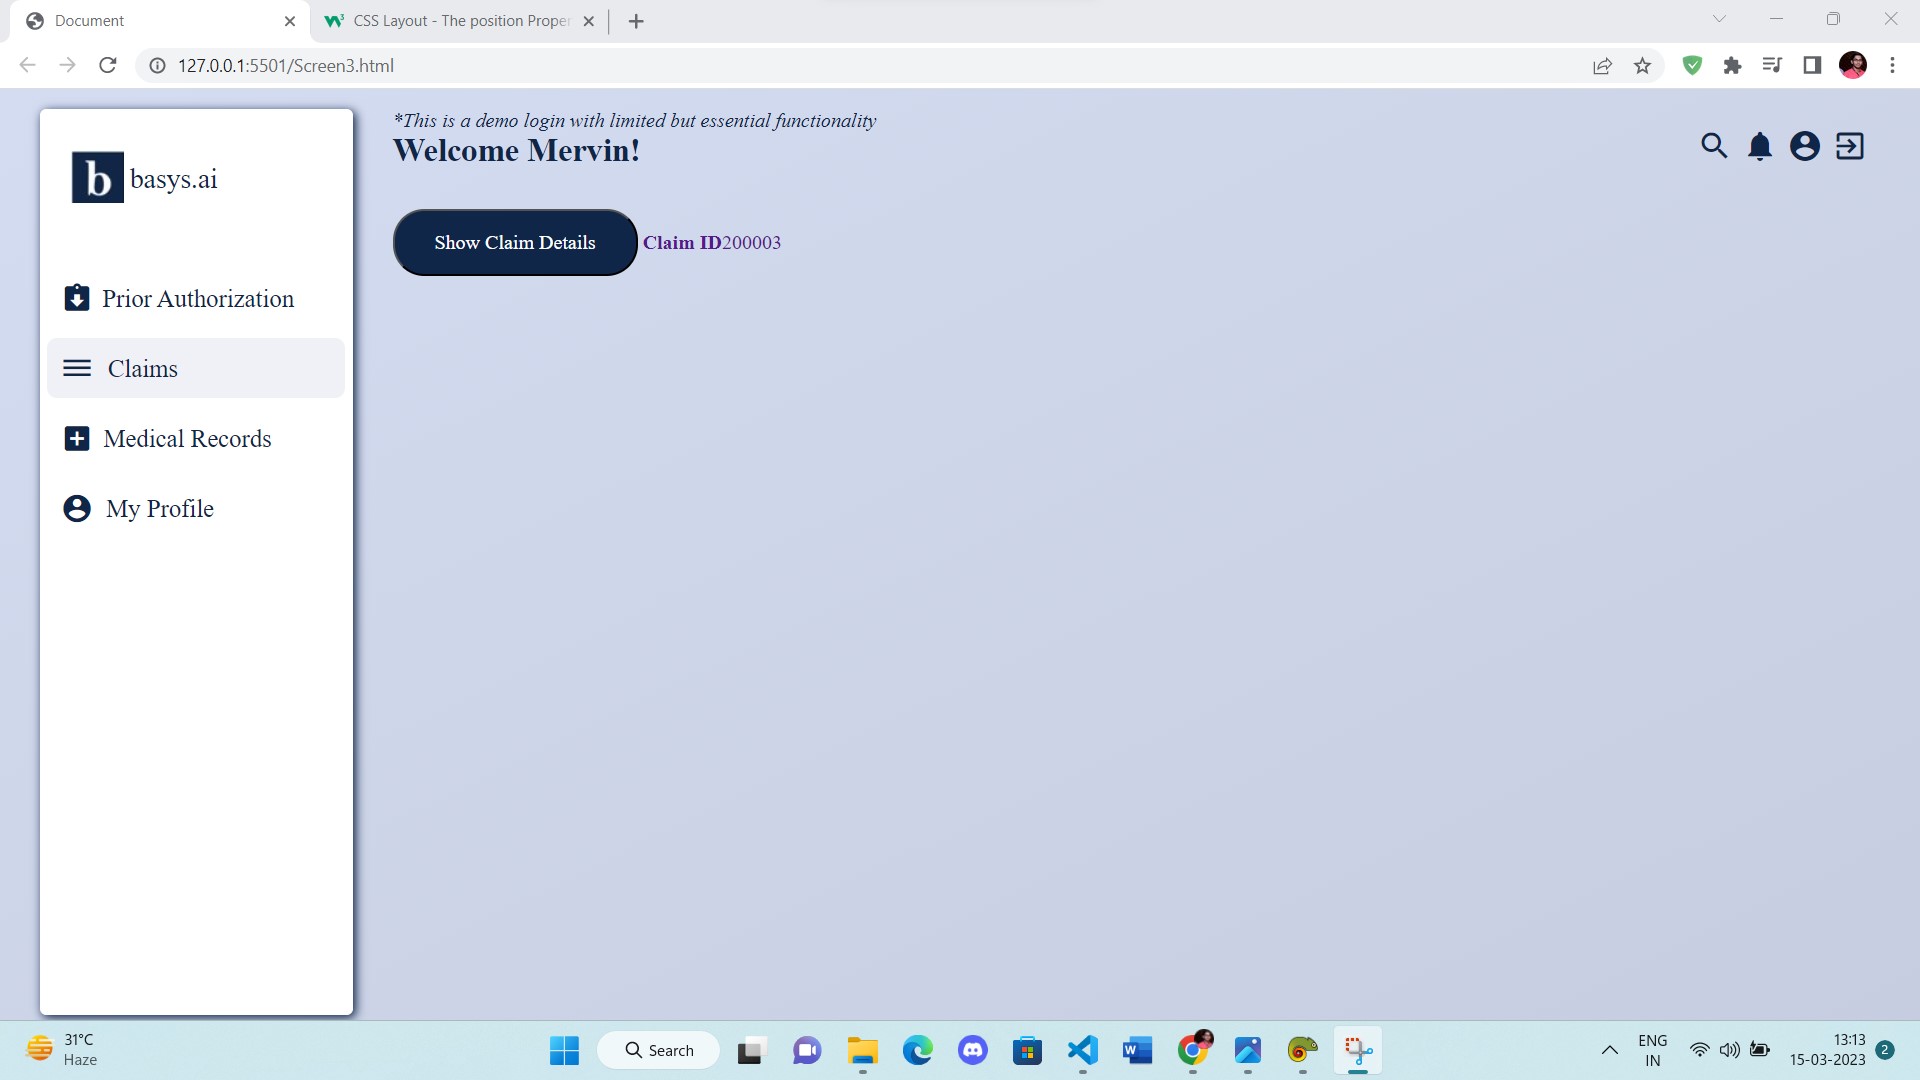 Document
CSS Layout - The position Proper
127.0.0.1:5501/Screen3.html
b basys.ai
Prior Authorization
Claims
Medical Records
My Profile
*This is a demo login with limited but essential functionality
Welcome Mervin!
Show Claim Details Claim ID200003
31°C
Haze
Search
ENG
IN
13:13
15-03-2023
2